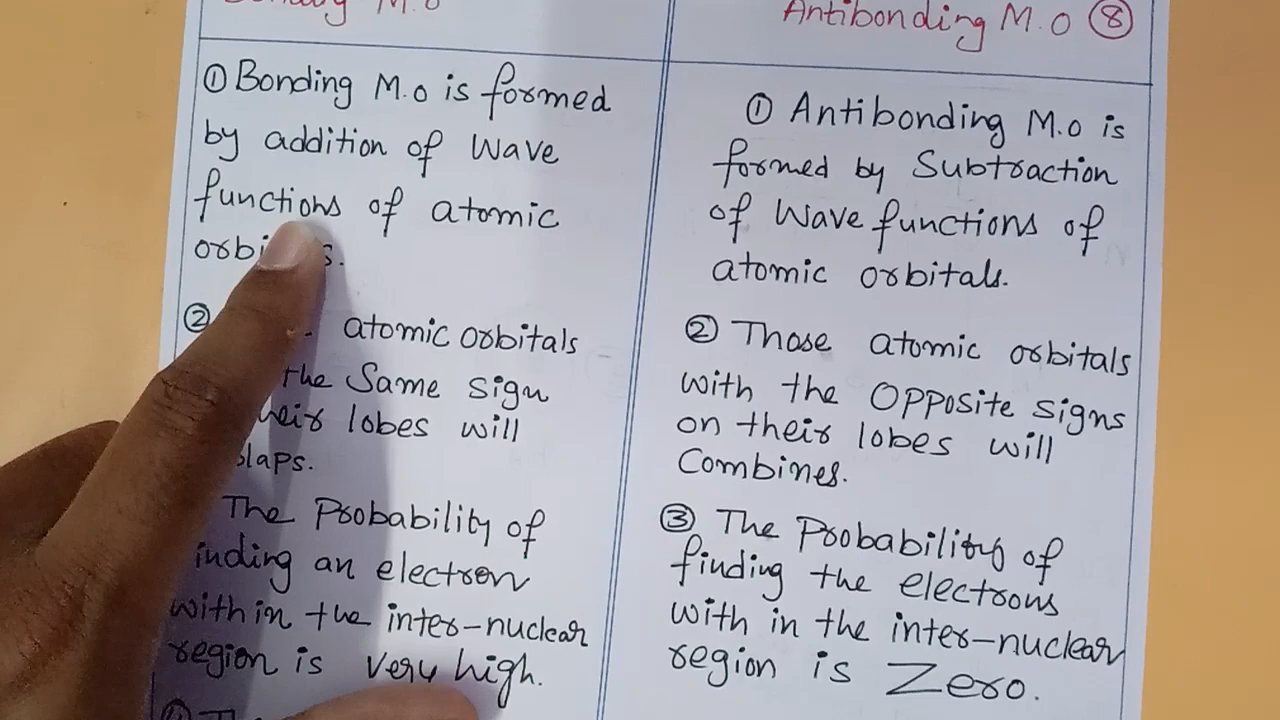 Bonding M.O
Antibonding M.O ⑧
① Bonding M.O is formed
by addition of Wave
functions of atomic
② atomic orbitals
the Same Sign
lobes will
The Probability of
an electron
with in the inter-nuclear
region is very high.
① Antibonding M.O is
formed by Subtraction
of Wave functions of
atomic orbitals.
② Those atomic orbitals
with the Opposite signs
on their lobes will
Combines.
③ The Probability of
finding the electrons
with in the inter-nuclear
region is Zero.